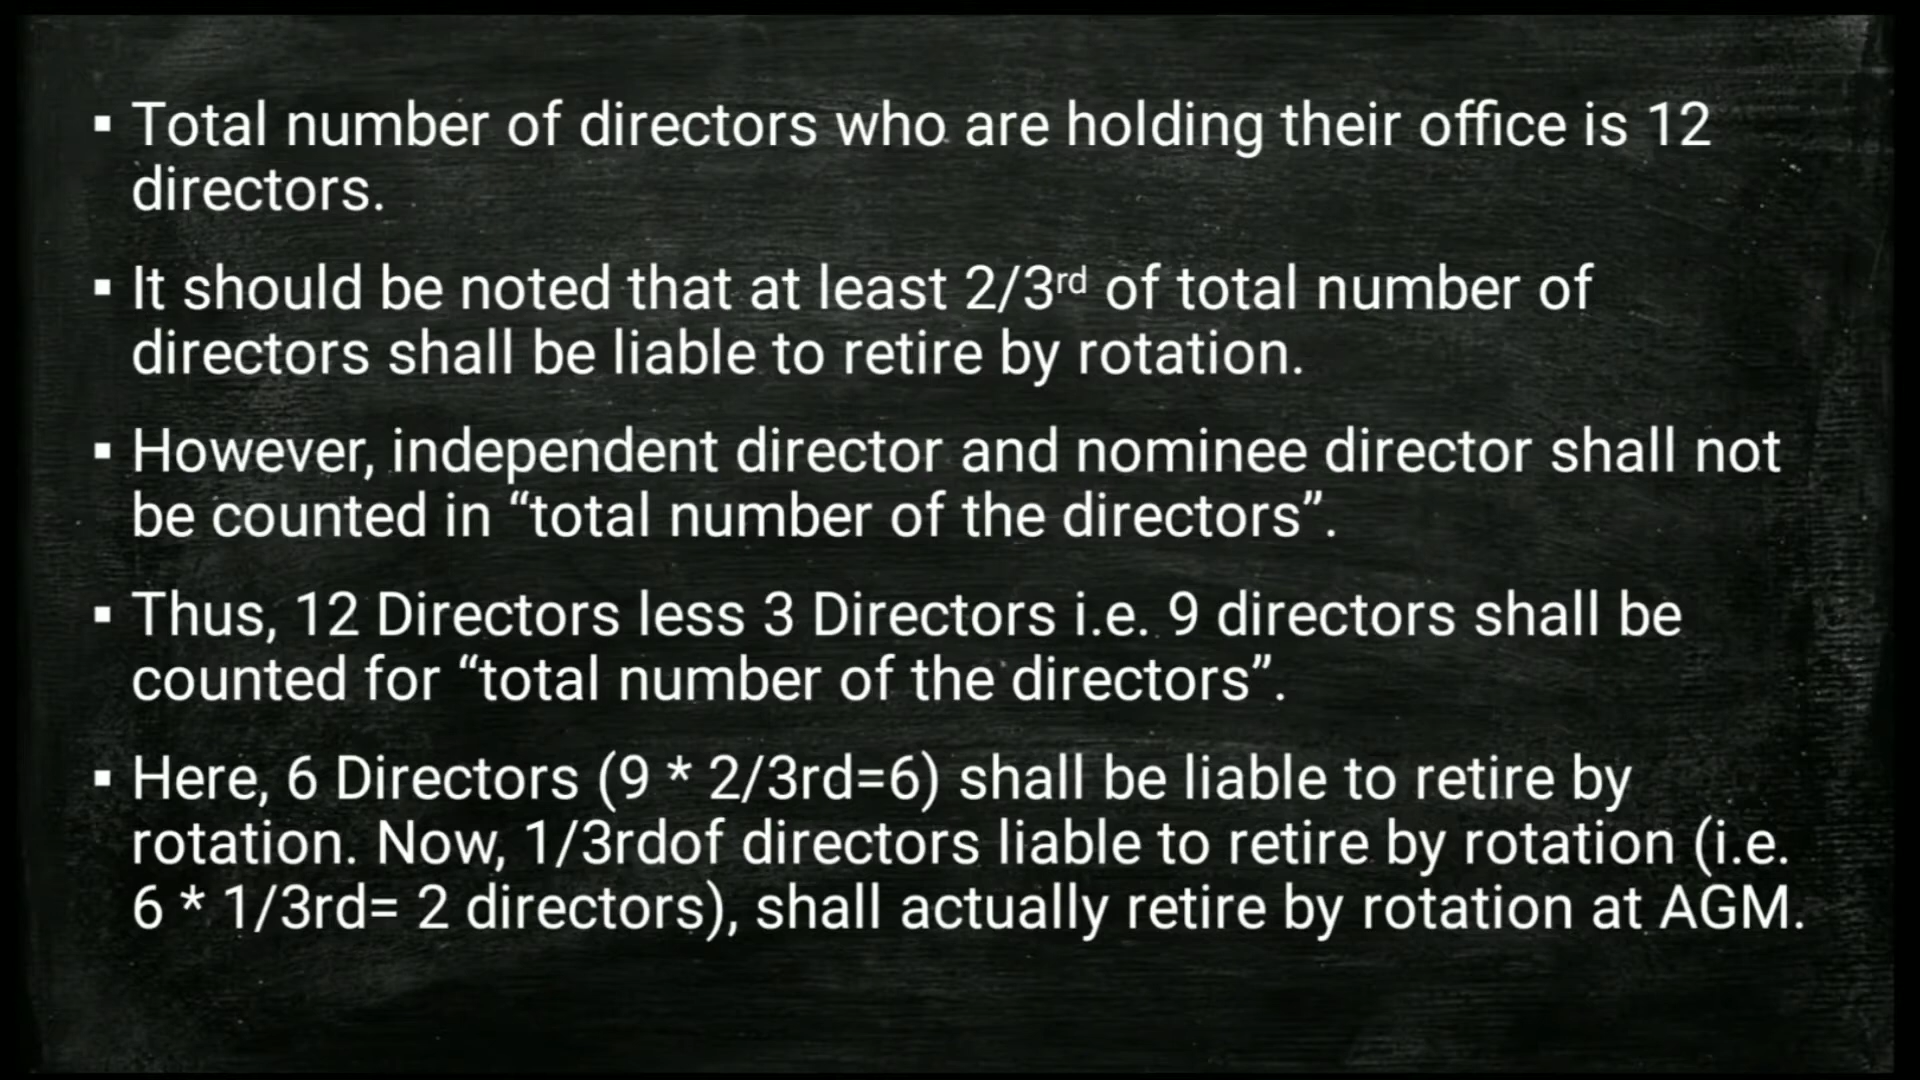 ▪ Total number of directors who are holding their office is 12
directors.
▪ It should be noted that at least 2/3rd of total number of
directors shall be liable to retire by rotation.
▪ However, independent director and nominee director shall not
be counted in “total number of the directors”.
▪ Thus, 12 Directors less 3 Directors i.e. 9 directors shall be
counted for “total number of the directors”.
▪ Here, 6 Directors (9 * 2/3rd=6) shall be liable to retire by
rotation. Now, 1/3rdof directors liable to retire by rotation (i.e.
6 * 1/3rd= 2 directors), shall actually retire by rotation at AGM.